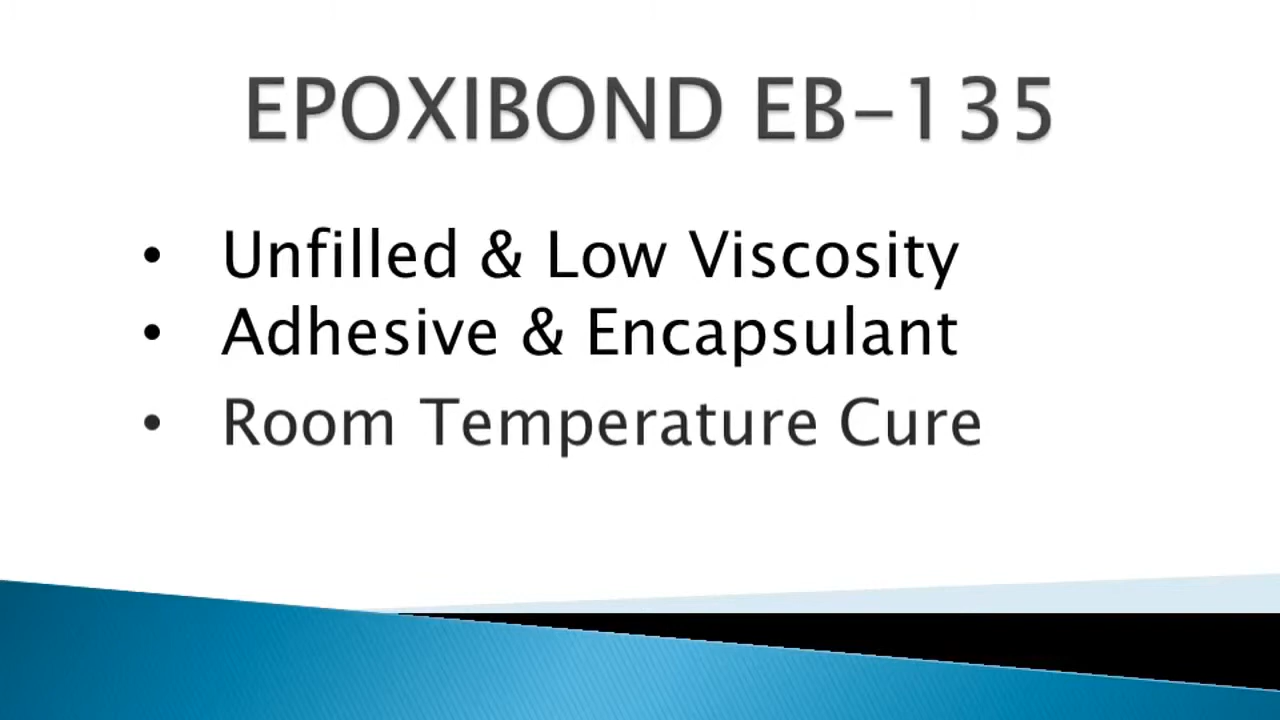 EPOXIBOND EB-135
• Unfilled & Low Viscosity
• Adhesive & Encapsulant
• Room Temperature Cure